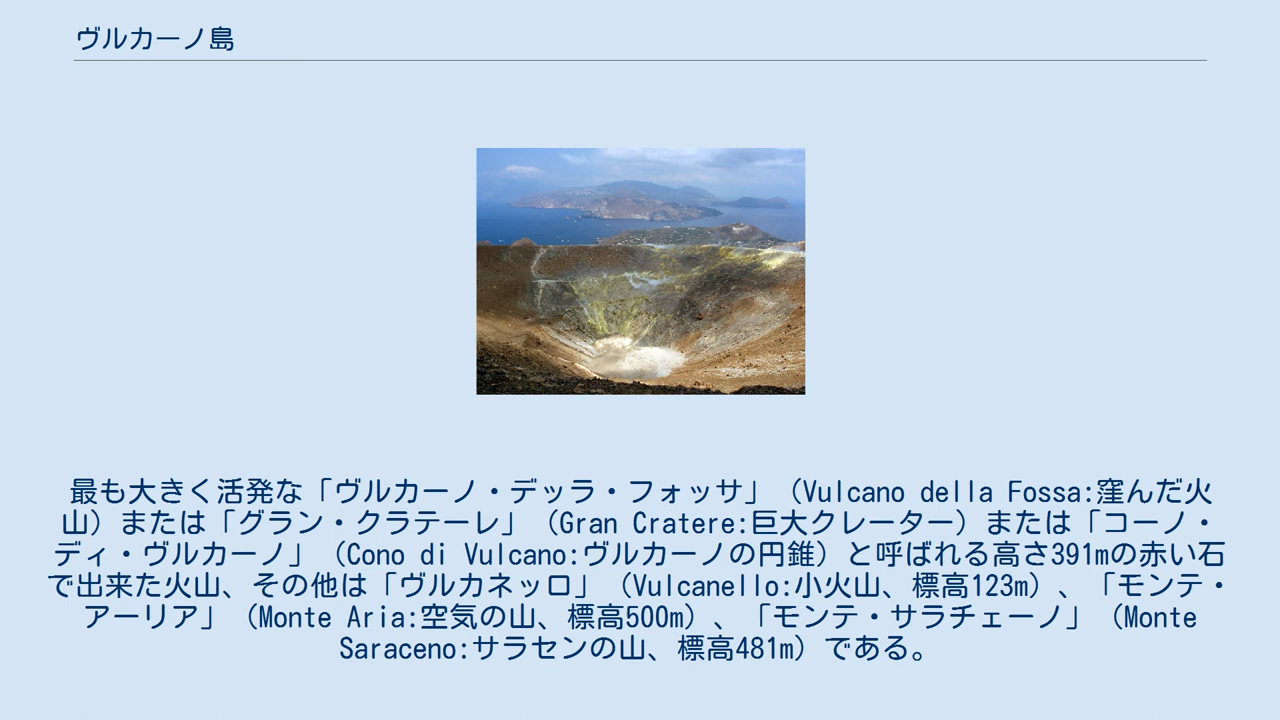 ヴルカーノ島
最も大きく活発な「ヴルカーノ・デッラ・フォッサ」（Vulcano della Fossa:窪んだ火
山）または「グラン・クラテーレ」（Gran Cratere:巨大クレーター）または「コーノ・
ディ・ヴルカーノ」（Cono di Vulcano:ヴルカーノの円錐）と呼ばれる高さ391mの赤い石
で出来た火山、その他は「ヴルカネッロ」（Vulcanello:小火山、標高123m）、「モンテ・
アーリア」（Monte Aria:空気の山、標高500m）、「モンテ・サラチェーノ」（Monte
Saraceno:サラセンの山、標高481m）である。